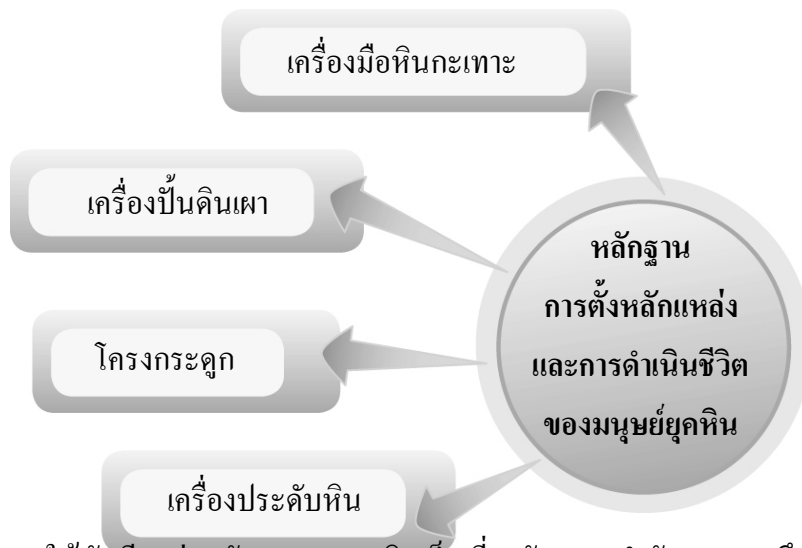 เครื่องมือหินกะเทาะ
เครื่องปั้นดินเผา
หลักฐาน
การตั้งหลักแหล่ง
และการดำเนินชีวิต
ของมนุษย์ยุคหิน
โครงกระดูก
เครื่องประดับหิน